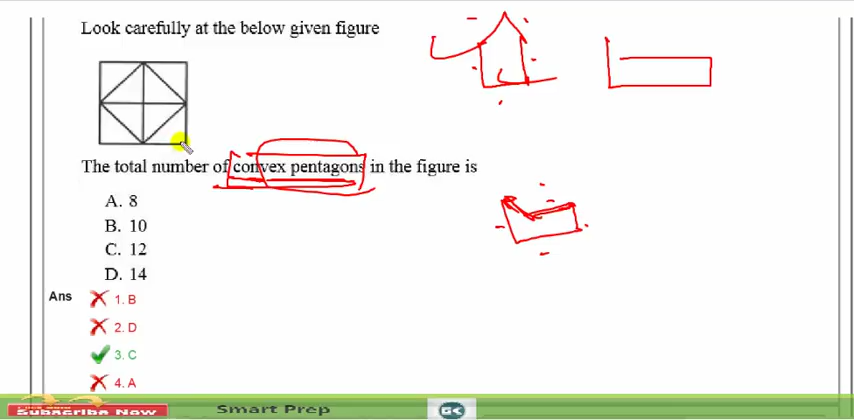 Look carefully at the below given figure
The total number of convex pentagons in the figure is
A. 8
B. 10
C. 12
D. 14
Ans
1. B
2. D
3. C
4. A
Subscribe Now
Smart Prep
GK